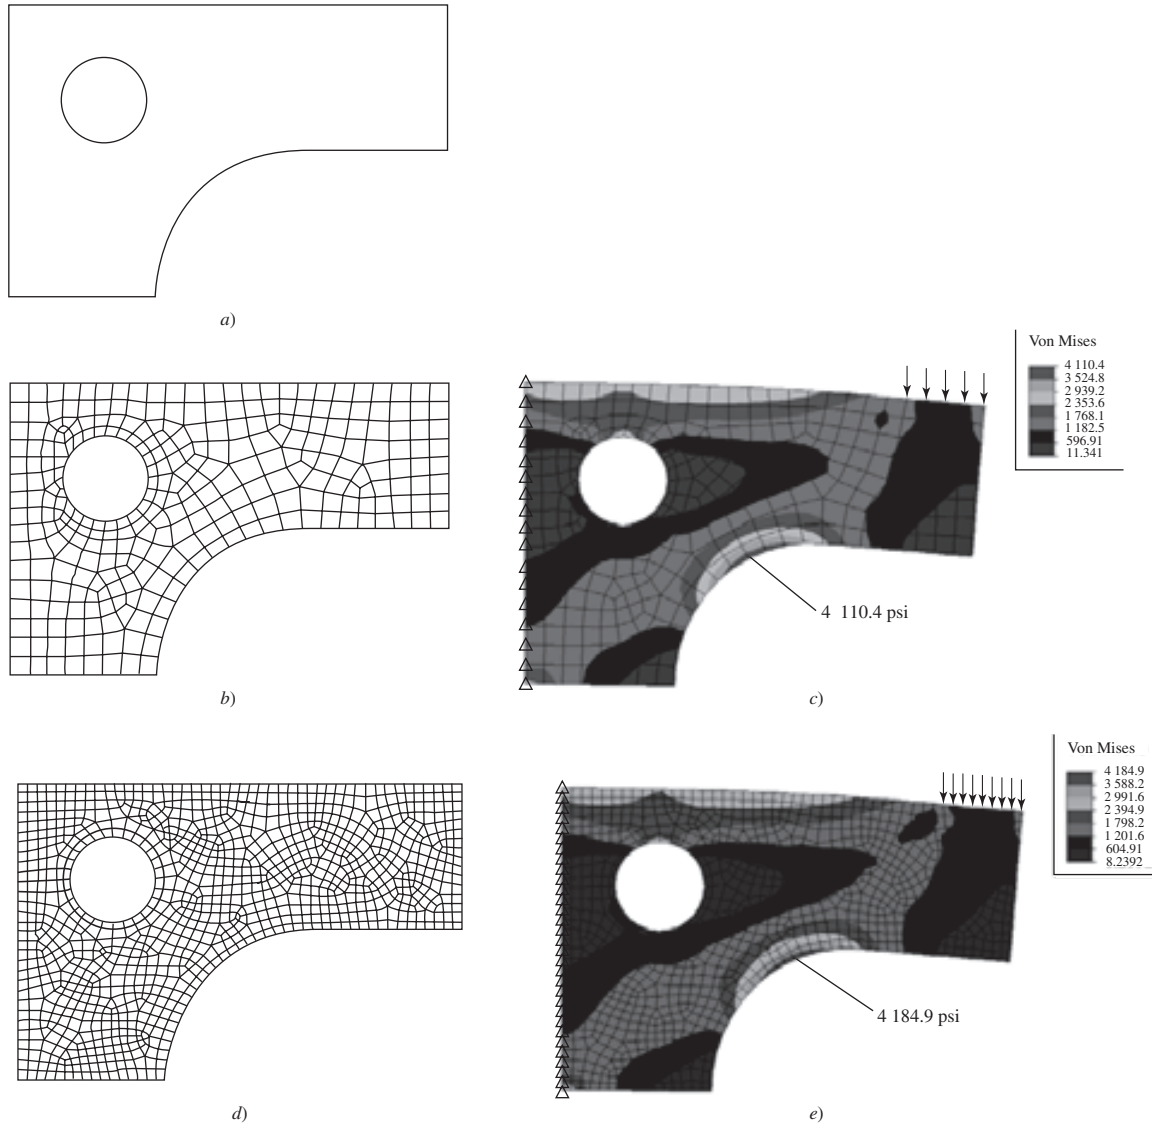 a)
Von Mises
4 110.4
3 524.8
2 939.2
2 353.6
1 768.1
1 182.5
596.91
11.341
4 110.4 psi
b)
c)
Von Mises
4 184.9
3 588.2
2 991.6
2 394.9
1 798.2
1 201.6
604.91
8.2392
4 184.9 psi
d)
e)